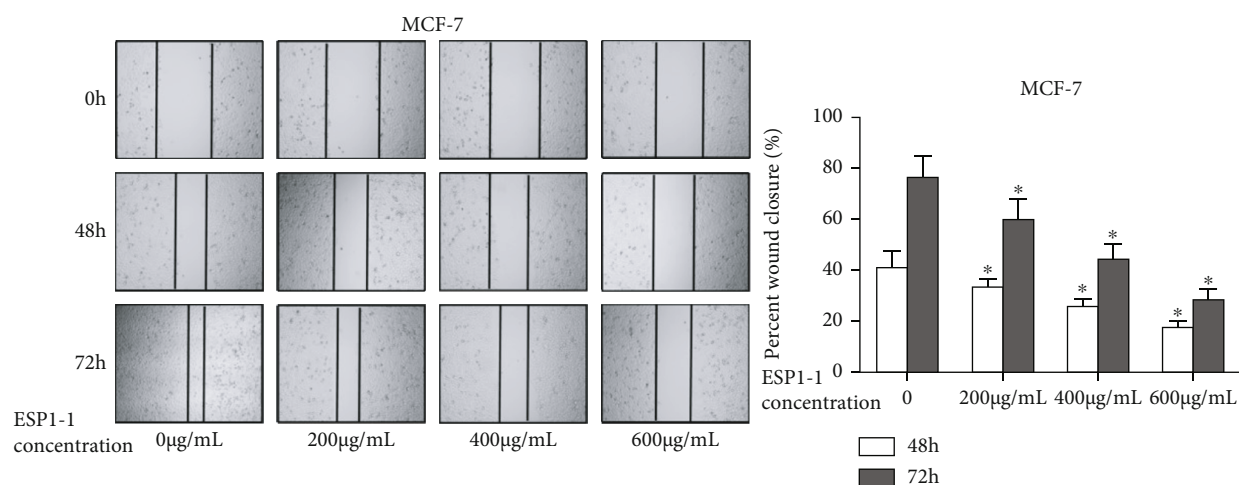 MCF-7
0h
48h
72h
ESP1-1
concentration
0μg/mL
200μg/mL
400μg/mL
600μg/mL
MCF-7
Percent wound closure (%)
100
80
60
40
20
0
* * * * * *
ESP1-1
concentration
0
200μg/mL
400μg/mL
600μg/mL
48h
72h